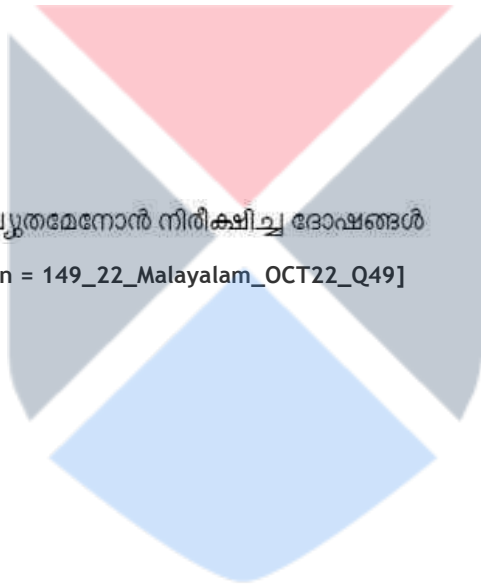 ്യുതമേനോൻ നിരീക്ഷിച്ച ദോഷങ്ങൾ
n = 149_22_Malayalam_OCT22_Q49]